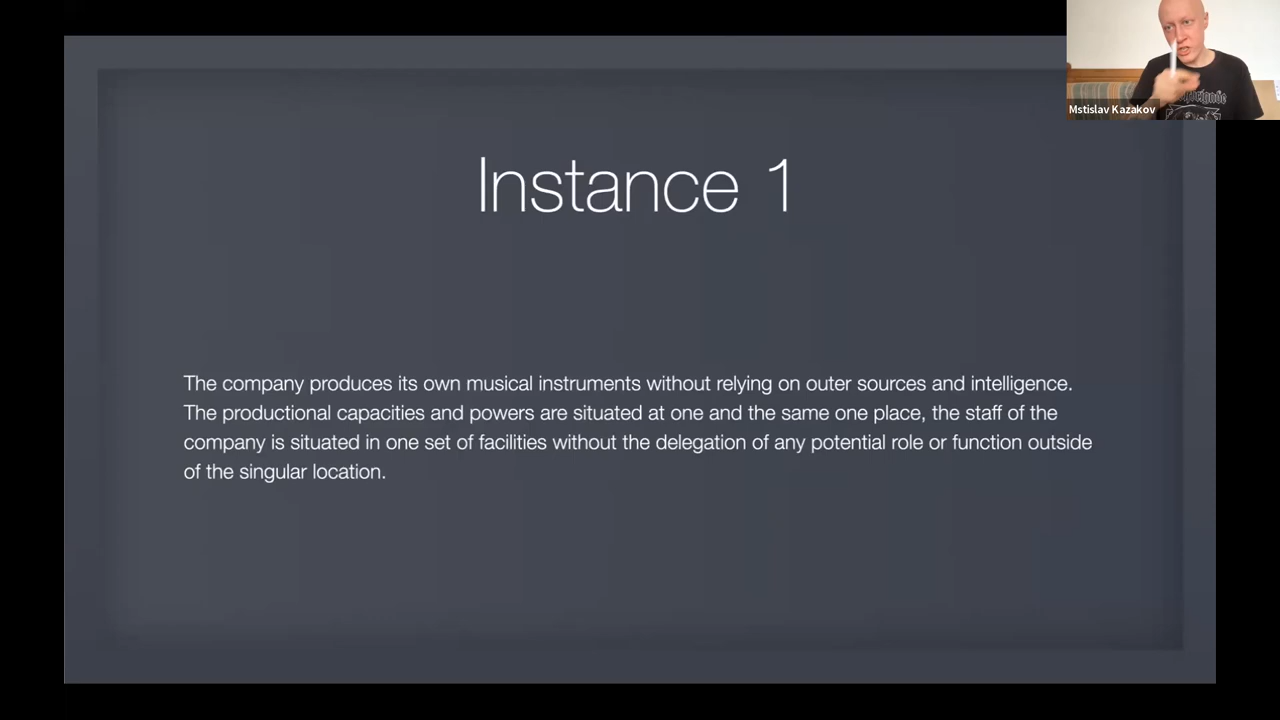 Mstislav Kazakov
Instance 1
The company produces its own musical instruments without relying on outer sources and intelligence.
The productional capacities and powers are situated at one and the same one place, the staff of the
company is situated in one set of facilities without the delegation of any potential role or function outside
of the singular location.